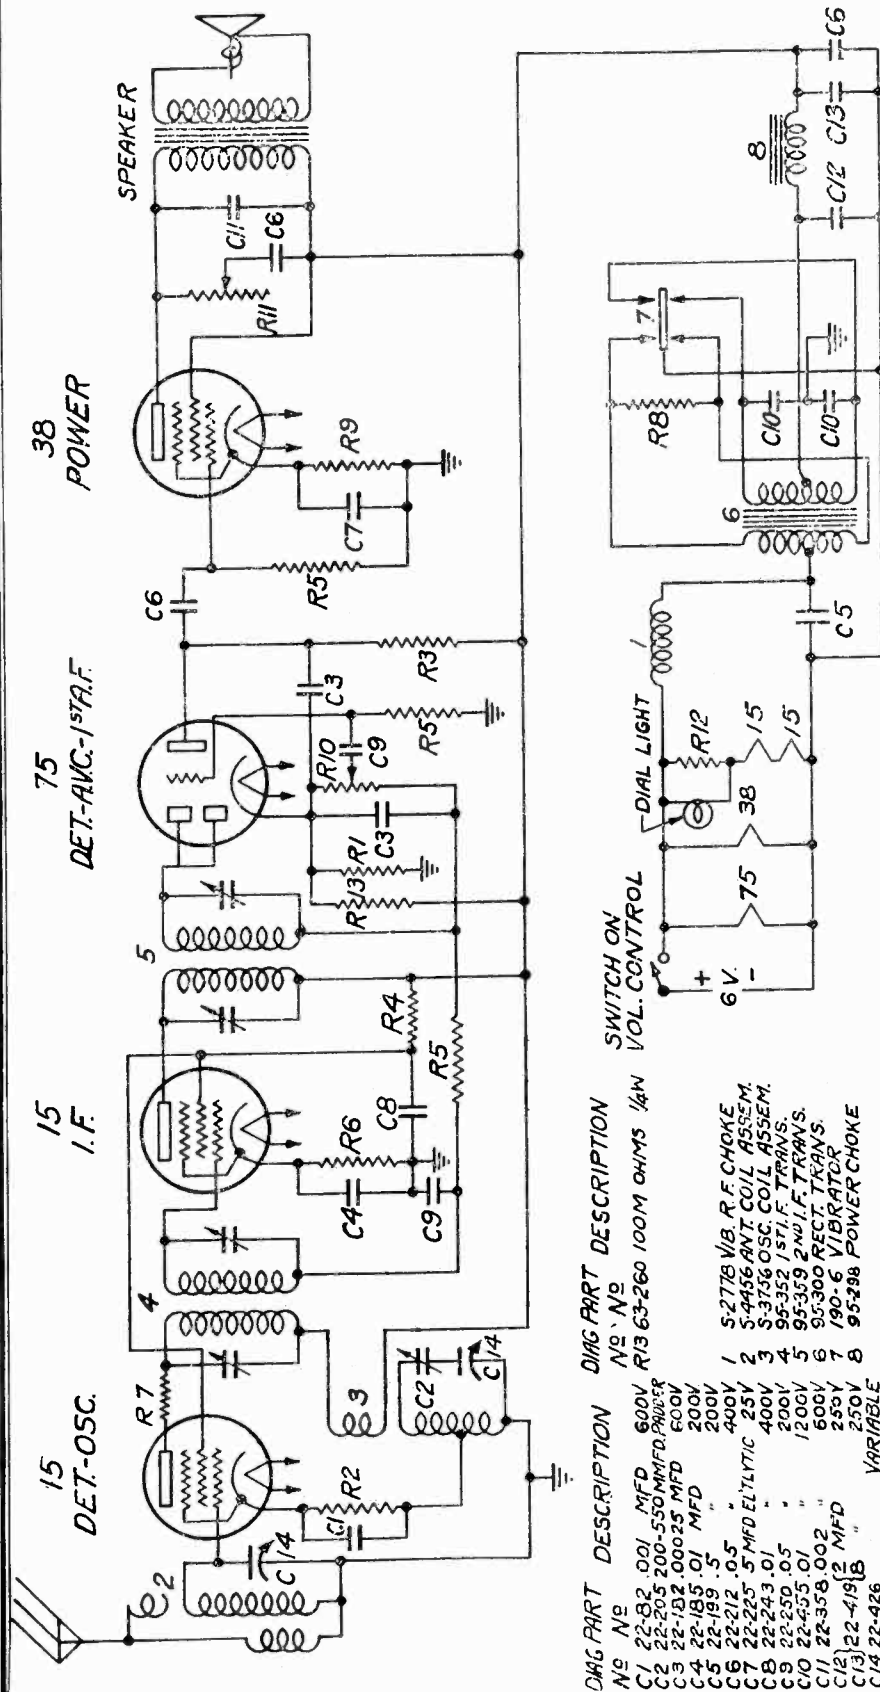 SPEAKER
38
POWER
75
DET.-A.V.C.-1ST A.F.
15
I.F.
15
DET.-OSC.
C11
C6
R11
R9
C7
R5
C6
R3
C3
R5
C9
R10
C3
R1
R13
5
R4
R5
C8
R6
C4
C9
4
R7
3
C2
C14
R2
C1
C14
2
C6
C13
8
C12
7
R8
C10
C10
6
C5
1
DIAL LIGHT
R12
15
15
38
75
SWITCH ON
VOL. CONTROL
+
6V.
-
DIAG PART DESCRIPTION
No No
C1 22-82 .001 MFD 600V
C2 22-205 200-550 MMFD. PADDER
C3 22-182 .00025 MFD 600V
C4 22-185 .01 MFD 200V
C5 22-199 .5 " 200V
C6 22-212 .05 " 400V
C7 22-225 .5 MFD EL'TLYTIC 25V
C8 22-243 .01 " 400V
C9 22-250 .05 " 200V
C10 22-455 .01 " 1200V
C11 22-358 .002 " 600V
C12} 22-419 {2 MFD 250V
C13} {8 " 250V
C14 22-426 VARIABLE
DIAG PART DESCRIPTION
No No
R13 63-260 100M OHMS 1/4W
1 S-2778 VIB. R.F. CHOKE
2 S-4456 ANT. COIL ASSEM.
3 S-3756 OSC. COIL ASSEM.
4 95-352 1ST I.F. TRANS.
5 95-359 2ND I.F. TRANS.
6 95-300 RECT. TRANS.
7 190-6 VIBRATOR
8 95-298 POWER CHOKE